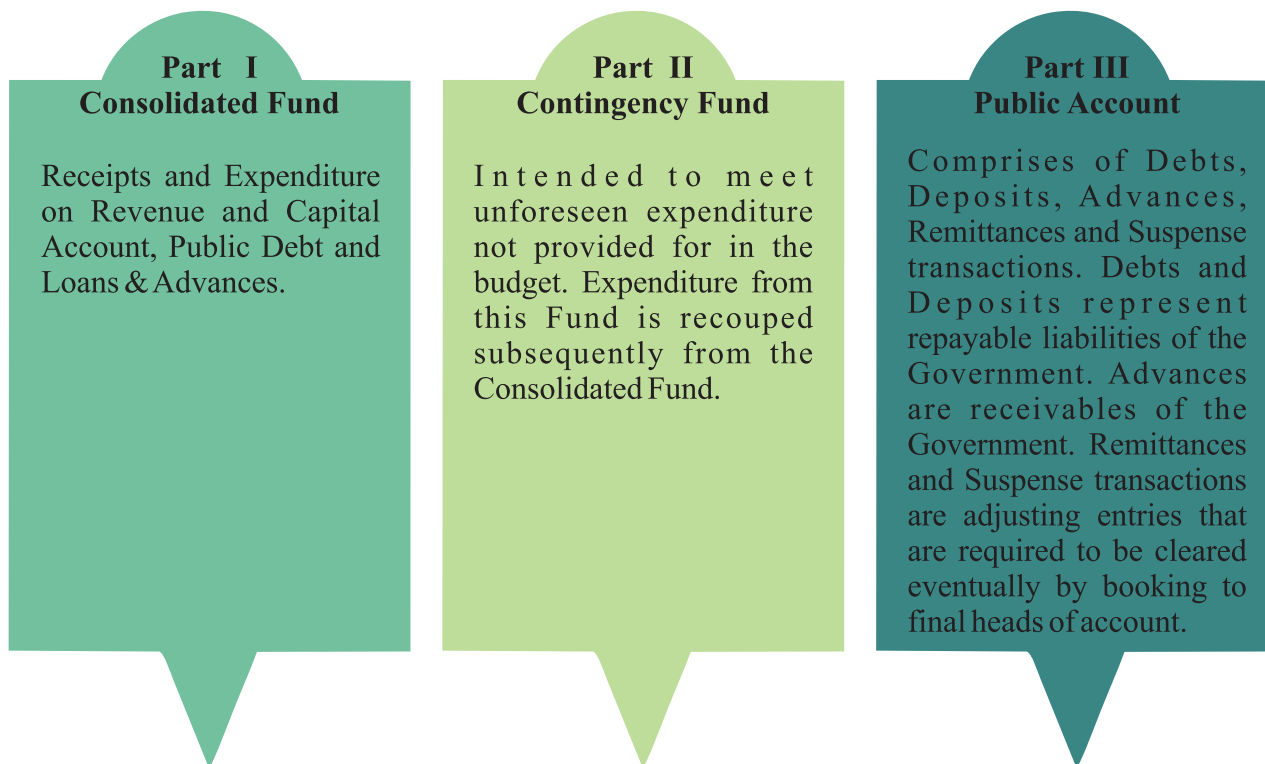 Part I
Consolidated Fund
Receipts and Expenditure
on Revenue and Capital
Account, Public Debt and
Loans & Advances.
Part II
Contingency Fund
Intended to meet
unforeseen expenditure
not provided for in the
budget. Expenditure from
this Fund is recouped
subsequently from the
Consolidated Fund.
Part III
Public Account
Comprises of Debts,
Deposits, Advances,
Remittances and Suspense
transactions. Debts and
Deposits represent
repayable liabilities of the
Government. Advances
are receivables of the
Government. Remittances
and Suspense transactions
are adjusting entries that
are required to be cleared
eventually by booking to
final heads of account.